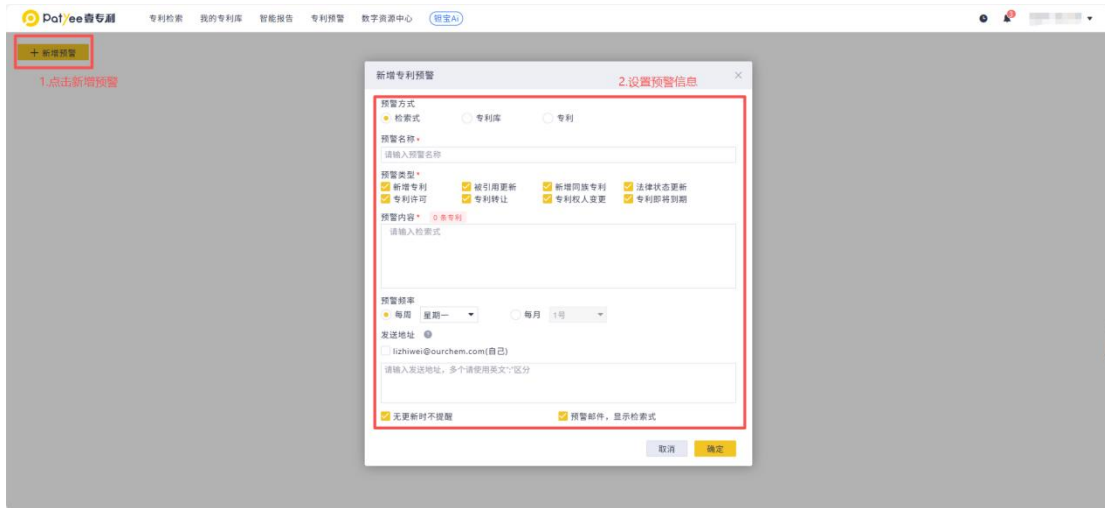 Patyee壹专利 专利检索 我的专利库 智能报告 专利预警 数字资源中心 银宝Ai 3
+ 新增预警
1.点击新增预警
新增专利预警 2.设置预警信息 ×
预警方式
检索式 专利库 专利
预警名称*
请输入预警名称
预警类型*
新增专利 被引用更新 新增同族专利 法律状态更新
专利许可 专利转让 专利权人变更 专利即将到期
预警内容* 0 条专利
请输入检索式
预警频率
每周 星期一 每月 1号
发送地址 ?
lizhiwei@ourchem.com(自己)
请输入发送地址，多个请使用英文";"区分
无更新时不提醒 预警邮件，显示检索式
取消 确定